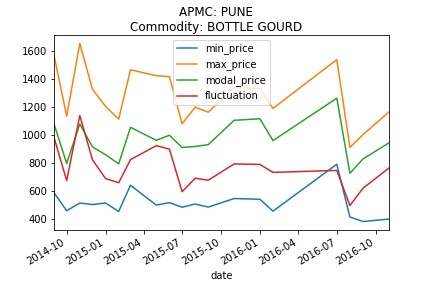 APMC: PUNE
Commodity: BOTTLE GOURD
min_price
max_price
modal_price
fluctuation
1600
1400
1200
1000
800
600
400
2014-10
2015-01
2015-04
2015-07
2015-10
2016-01
2016-04
2016-07
2016-10
date